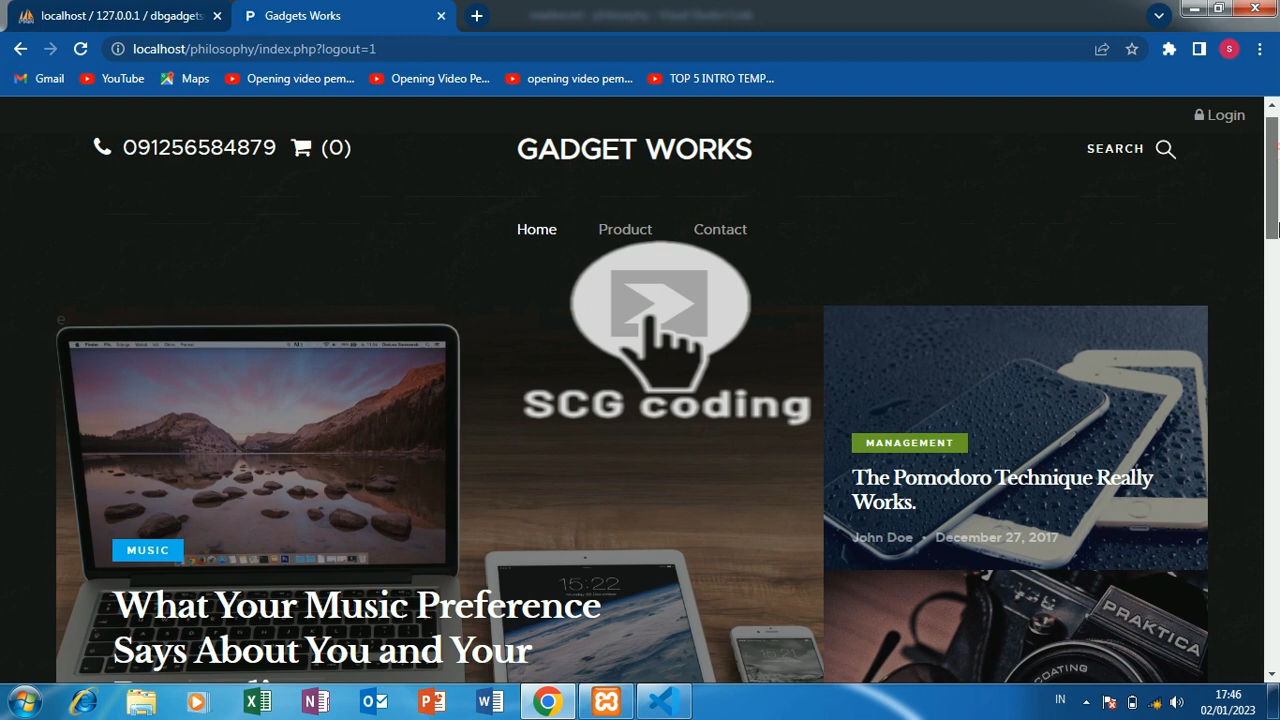 localhost / 127.0.0.1 / dbgadgets
Gadgets Works
localhost/philosophy/index.php?logout=1
Gmail
YouTube
Maps
Opening video pem...
Opening Video Pe...
opening video pem...
TOP 5 INTRO TEMP...
Login
091256584879
(0)
GADGET WORKS
SEARCH
Home
Product
Contact
SCG coding
e
15:22
MUSIC
What Your Music Preference
Says About You and Your
MANAGEMENT
The Pomodoro Technique Really
Works.
John Doe • December 27, 2017
PRAKTICA
COATING
IN
17:46
02/01/2023